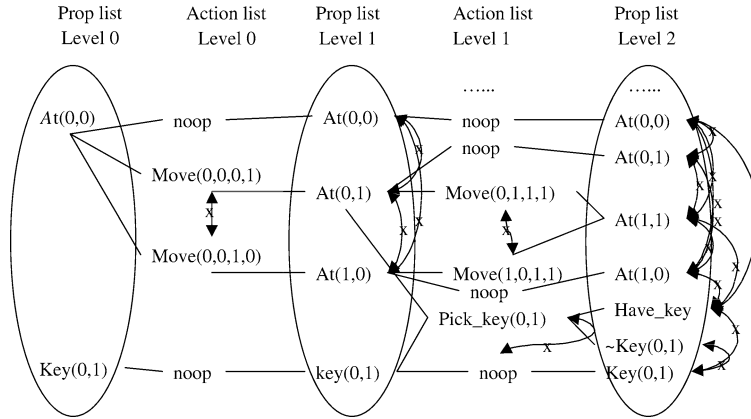 Prop list Action list Prop list Action list Prop list
Level 0 Level 0 Level 1 Level 1 Level 2
…... …...
At(0,0) noop At(0,0) noop At(0,0)
x
noop At(0,1)
x
Move(0,0,0,1) x
At(0,1) Move(0,1,1,1) x
x x
At(1,1)
x x x
Move(0,0,1,0) x
At(1,0) Move(1,0,1,1) At(1,0)
noop x
Pick_key(0,1) Have_key
x
x ~Key(0,1)
x
Key(0,1) noop key(0,1) noop Key(0,1)